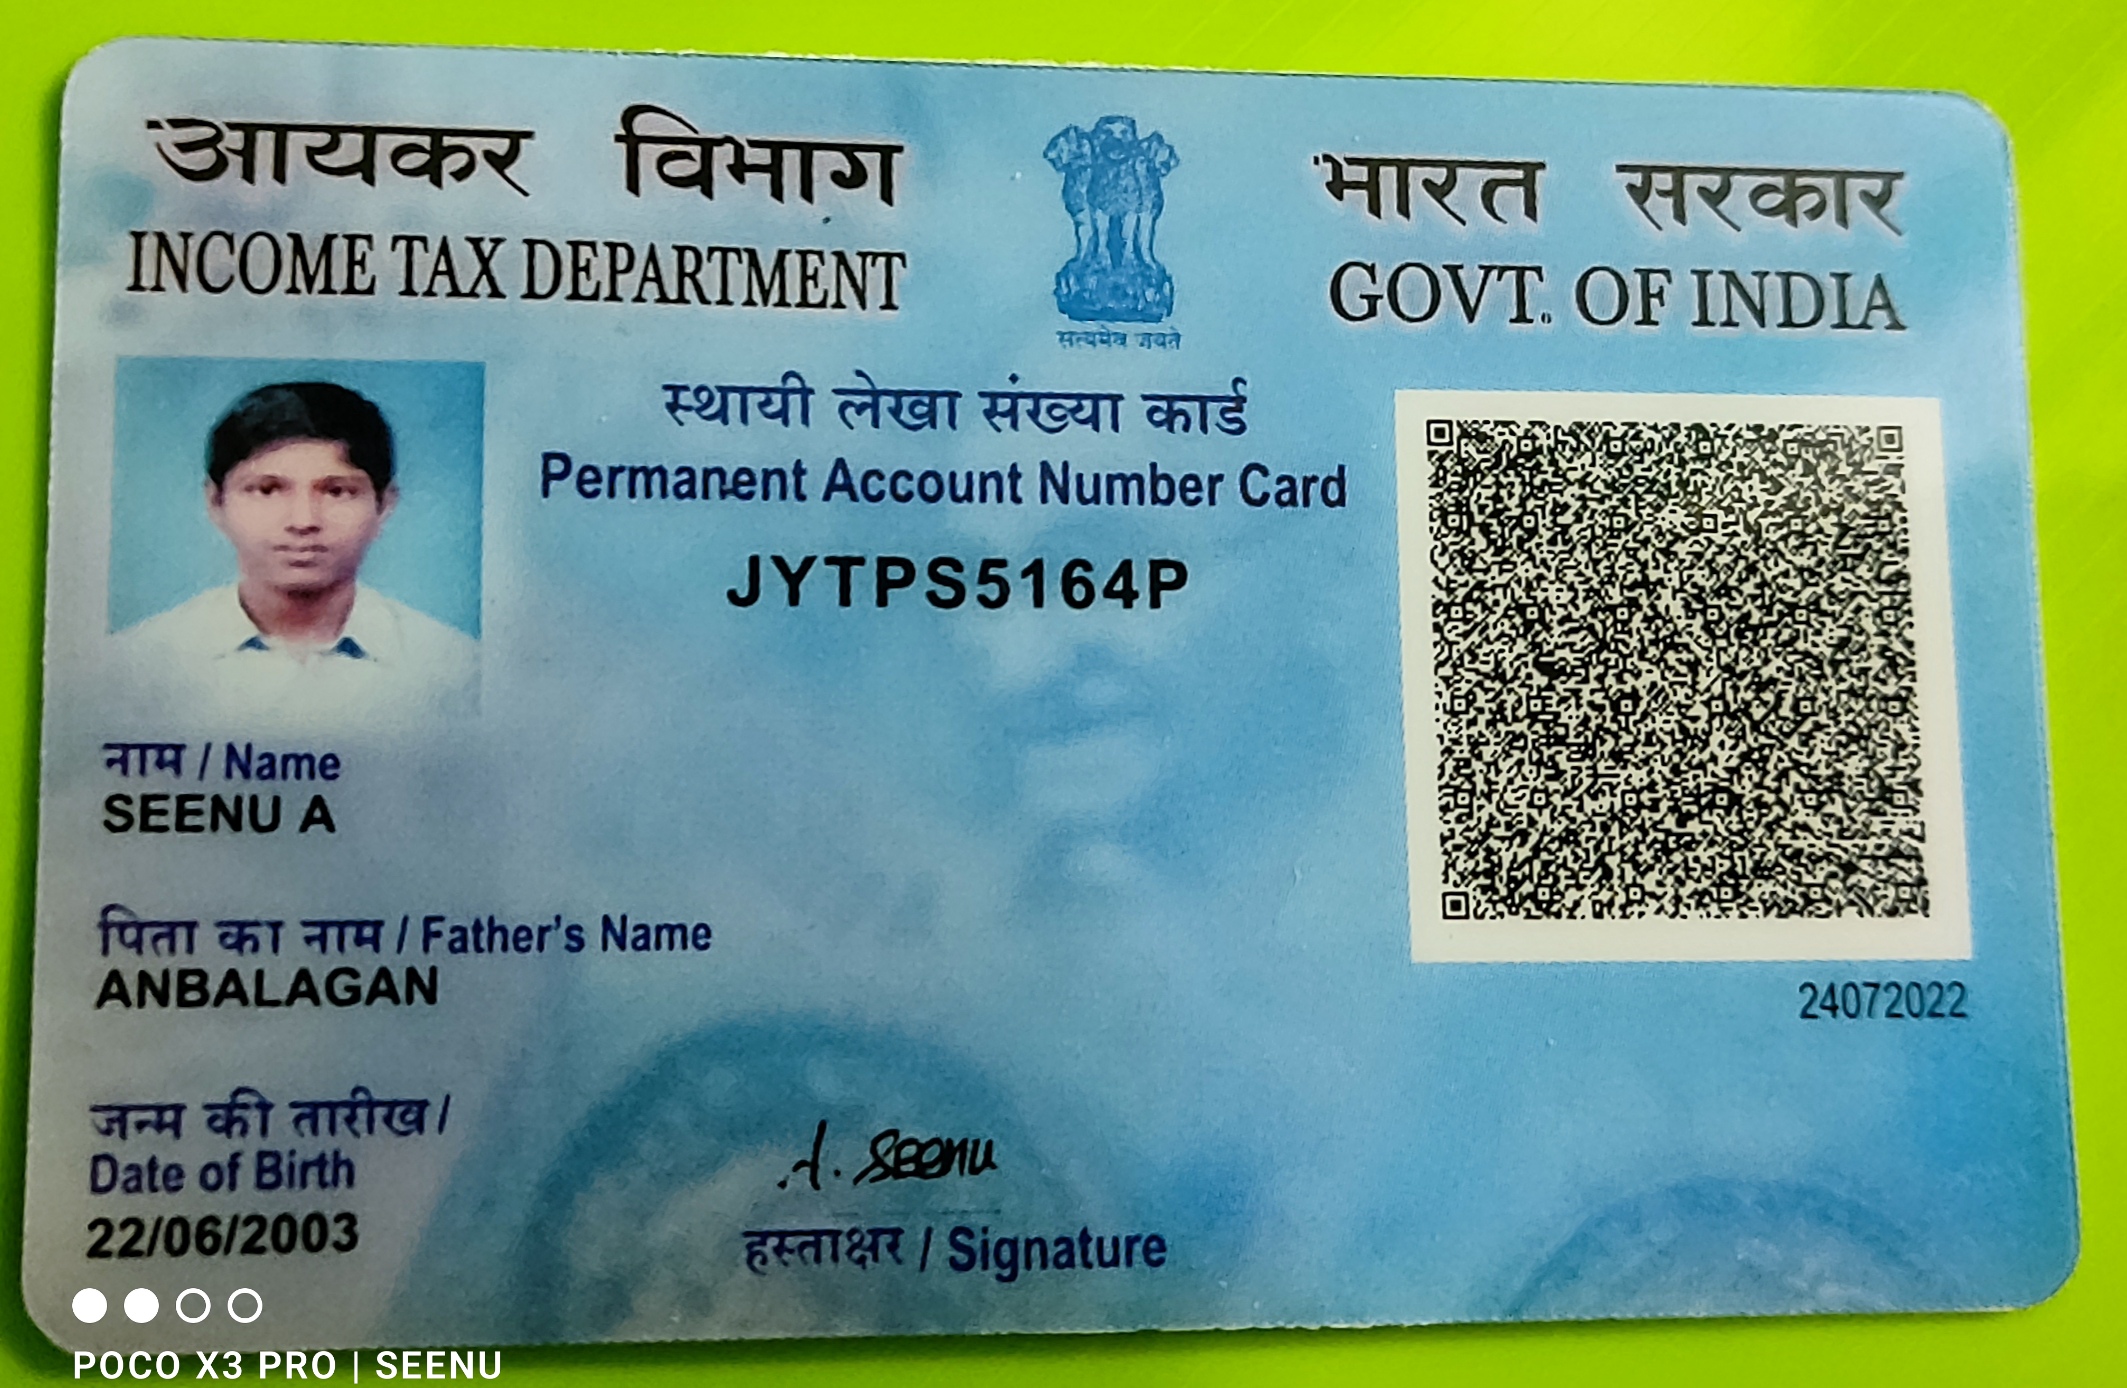 आयकर विभाग
INCOME TAX DEPARTMENT
सत्यमेव जयते
भारत सरकार
GOVT. OF INDIA
स्थायी लेखा संख्या कार्ड
Permanent Account Number Card
JYTPS5164P
नाम / Name
SEENU A
पिता का नाम / Father's Name
ANBALAGAN
24072022
जन्म की तारीख /
Date of Birth
22/06/2003
A. Seenu
हस्ताक्षर / Signature
POCO X3 PRO | SEENU